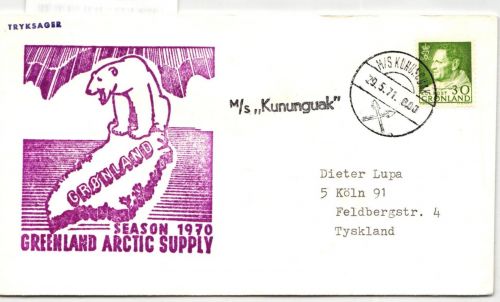 TRYKSAGER
GRØNLAND
SEASON 1970
GREENLAND ARCTIC SUPPLY
M/s „Kununguak”
29.5.71.
30
GRØNLAND
Dieter Lupa
5 Köln 91
Feldbergstr. 4
Tyskland